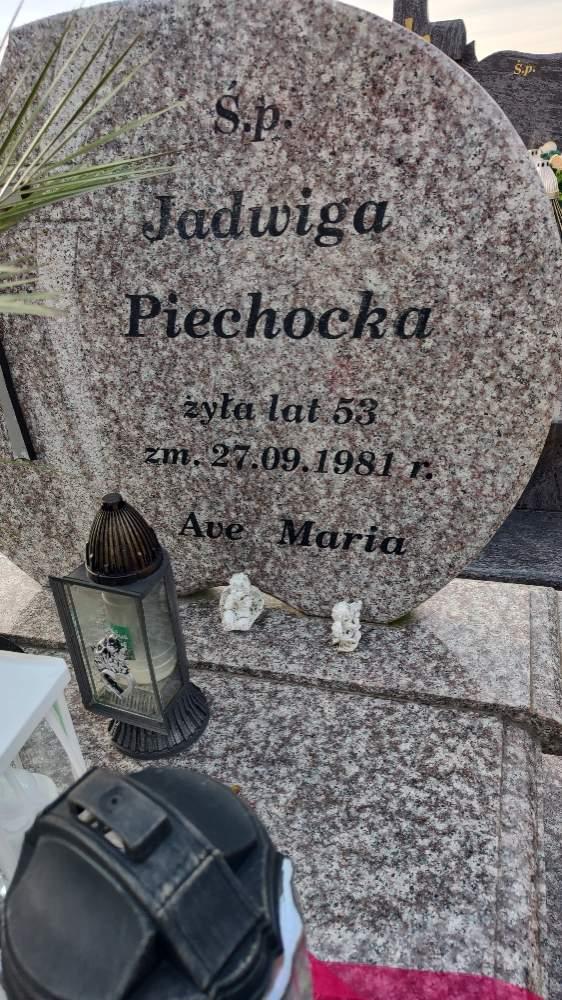 Ś.p.
Jadwiga
Piechocka
żyła lat 53
zm. 27.09.1981 r.
Ave Maria
Ś.p.